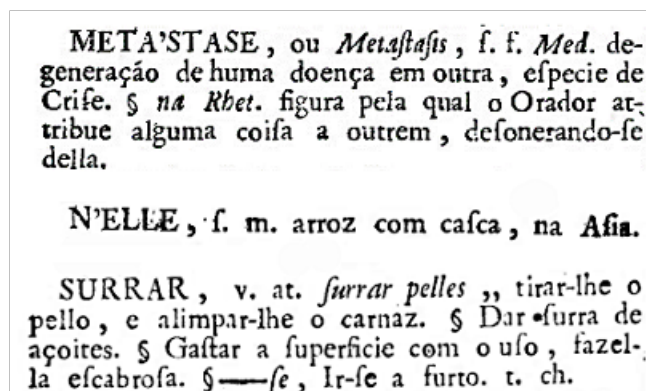 META'STASE, ou Metaſtaſis, ſ. f. Med. de-
generação de huma doença em outra, eſpecie de
Criſe. § na Rhet. figura pela qual o Orador at-
tribue alguma coiſa a outrem, deſonerando-ſe
della.
N'ELLE, ſ. m. arroz com caſca, na Aſia.
SURRAR, v. at. ſurrar pelles ,, tirar-lhe o
pello, e alimpar-lhe o carnaz. § Dar ſurra de
açoites. § Gaſtar a ſuperficie com o uſo, fazel-
la eſcabroſa. §—ſe, Ir-ſe a furto. t. ch.